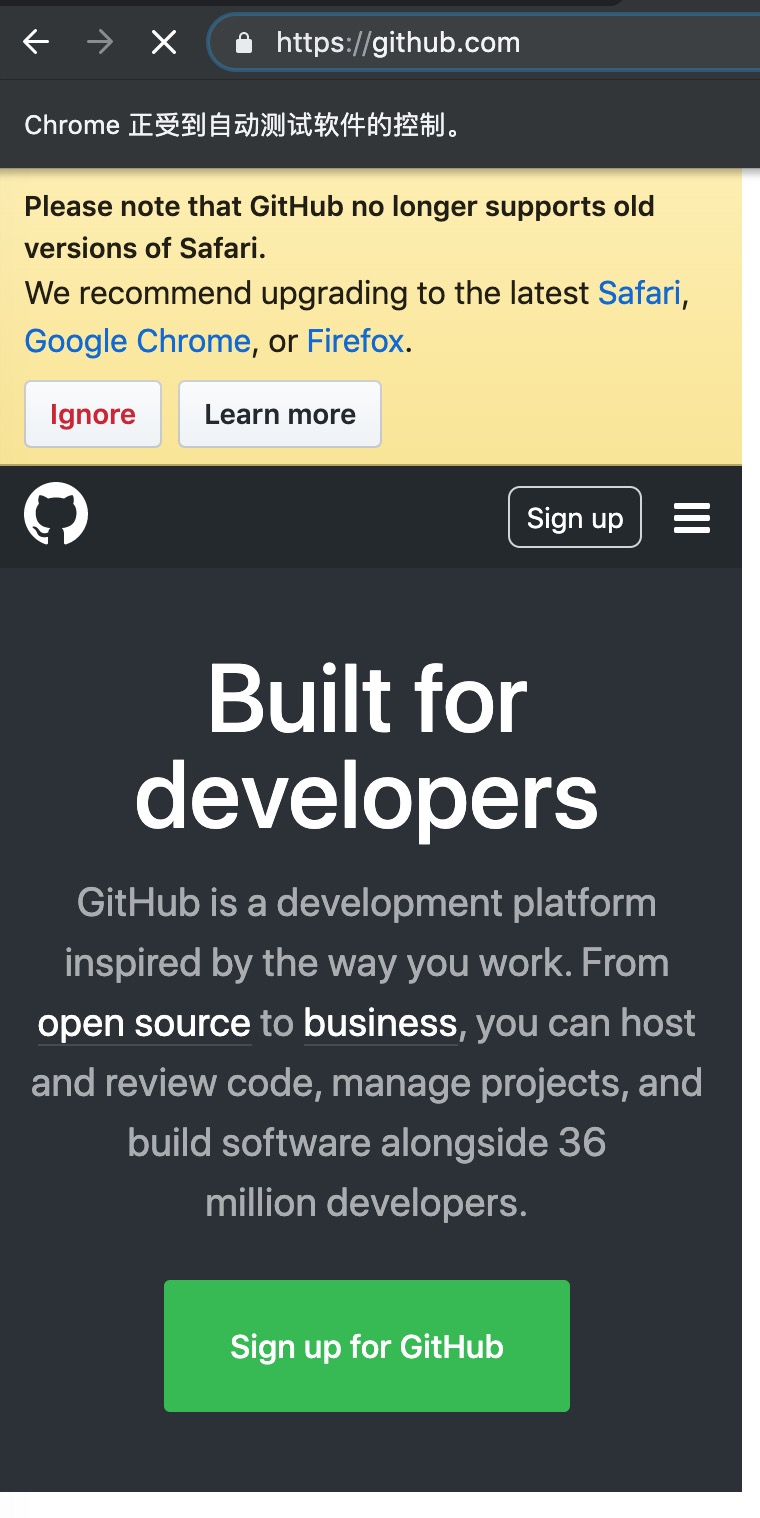 https://github.com
Chrome 正受到自动测试软件的控制。
Please note that GitHub no longer supports old
versions of Safari.
We recommend upgrading to the latest Safari,
Google Chrome, or Firefox.
Ignore
Learn more
Sign up
Built for
developers
GitHub is a development platform
inspired by the way you work. From
open source to business, you can host
and review code, manage projects, and
build software alongside 36
million developers.
Sign up for GitHub